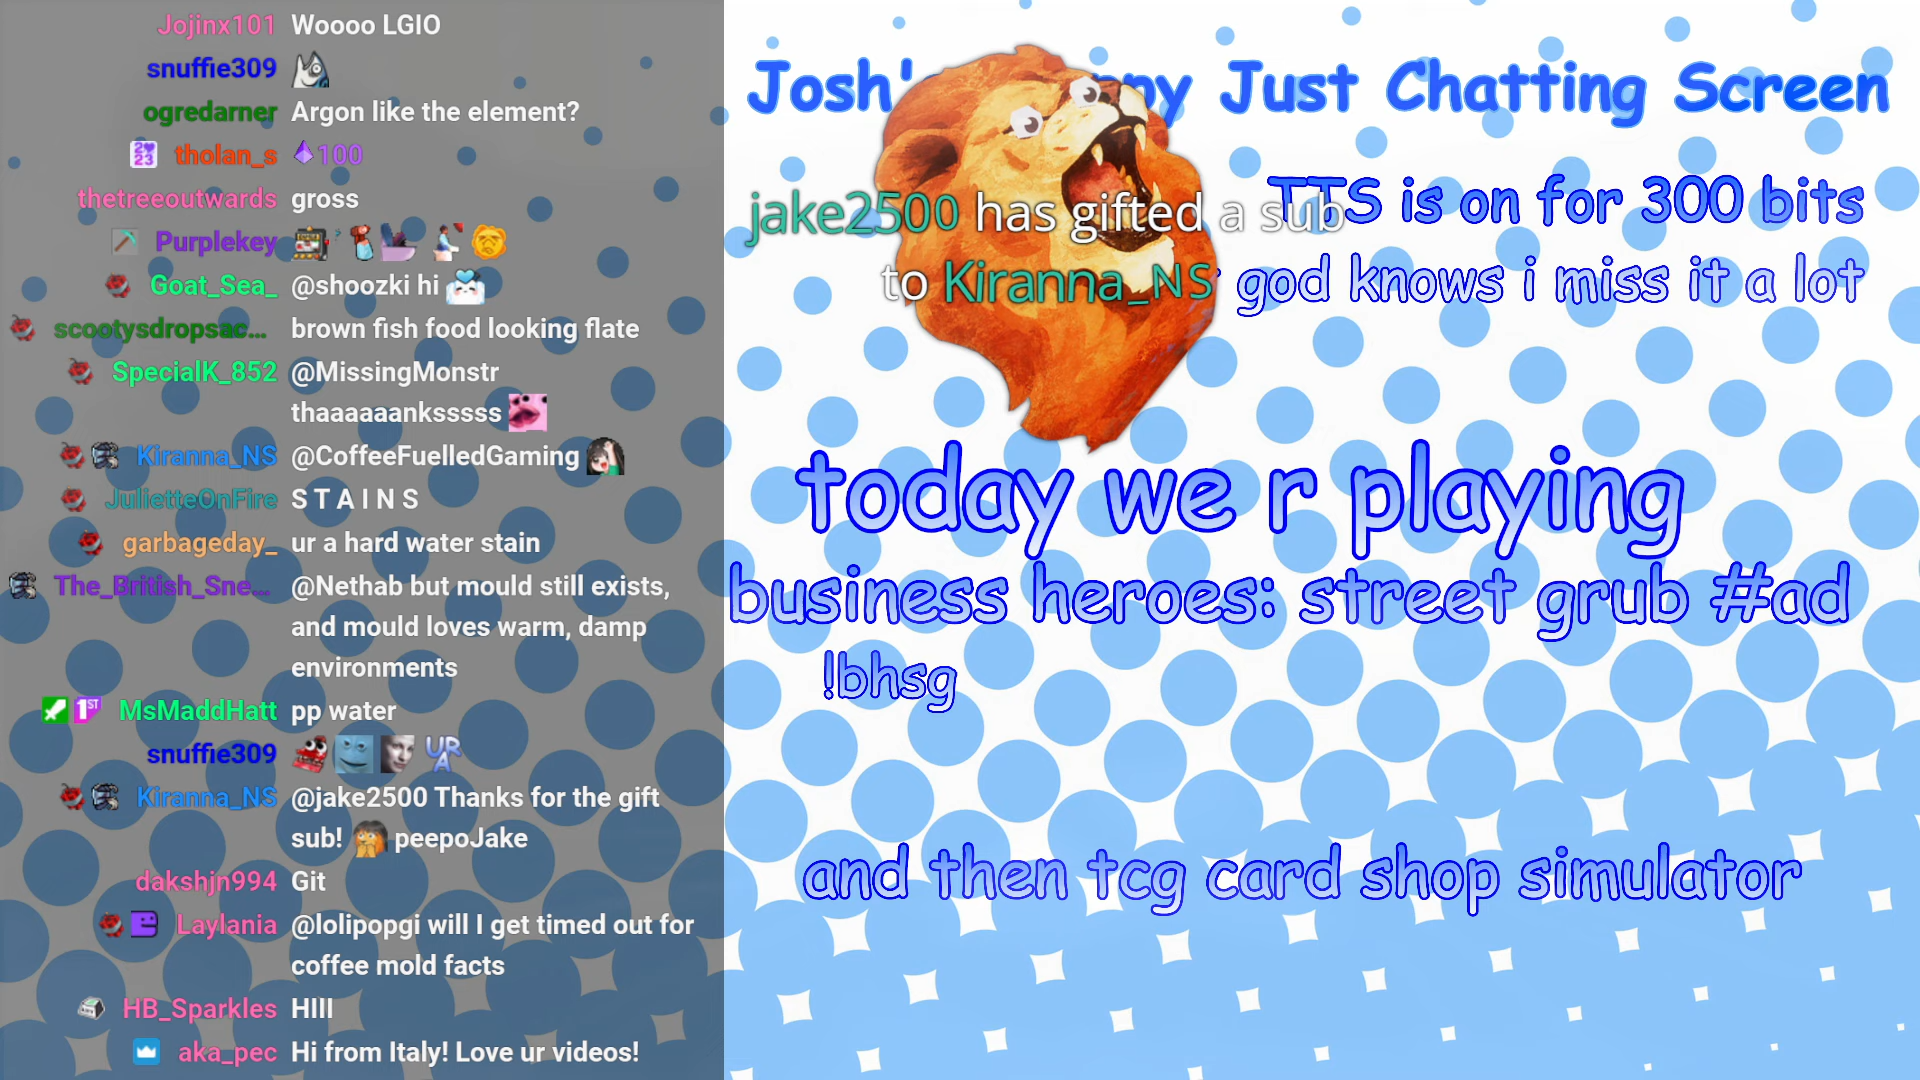 Jojinx101 Woooo LGIO
snuffie309
ogredarner Argon like the element?
tholan_s 100
thetreeoutwards gross
Purplekey
Goat_Sea_ @shoozki hi
scootysdropsac... brown fish food looking flate
SpecialK_852 @MissingMonstr
thaaaaaanksssss
Kiranna_NS @CoffeeFuelledGaming
JulietteOnFire S T A I N S
garbageday_ ur a hard water stain
The_British_Sne... @Nethab but mould still exists,
and mould loves warm, damp
environments
MsMaddHatt pp water
snuffie309
Kiranna_NS @jake2500 Thanks for the gift
sub! peepoJake
dakshjn994 Git
Laylania @lolipopgi will I get timed out for
coffee mold facts
HB_Sparkles HIII
aka_pec Hi from Italy! Love ur videos!
Josh' Just Chatting Screen
TTS is on for 300 bits
god knows i miss it a lot
jake2500 has gifted a sub
to Kiranna_NS
today we r playing
business heroes: street grub #ad
!bhsg
and then tcg card shop simulator